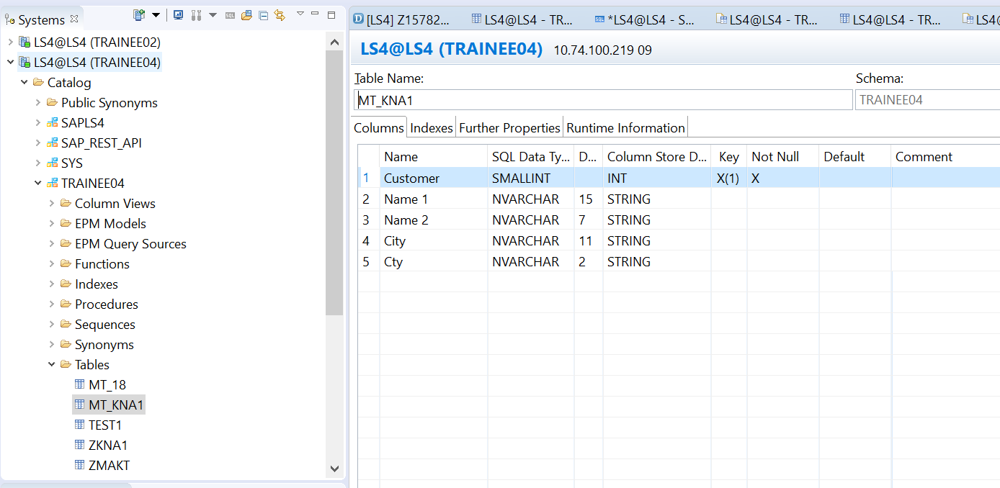 Systems
LS4@LS4 (TRAINEE02)
LS4@LS4 (TRAINEE04)
Catalog
Public Synonyms
SAPLS4
SAP_REST_API
SYS
TRAINEE04
Column Views
EPM Models
EPM Query Sources
Functions
Indexes
Procedures
Sequences
Synonyms
Tables
MT_18
MT_KNA1
TEST1
ZKNA1
ZMAKT
[LS4] Z15782... LS4@LS4 - TR... *LS4@LS4 - S... LS4@LS4 - TR... LS4@LS4 - TR... LS4@
LS4@LS4 (TRAINEE04) 10.74.100.219 09
Table Name: Schema:
MT_KNA1 TRAINEE04
Columns Indexes Further Properties Runtime Information
Name SQL Data Ty... D... Column Store D... Key Not Null Default Comment
1 Customer SMALLINT INT X(1) X
2 Name 1 NVARCHAR 15 STRING
3 Name 2 NVARCHAR 7 STRING
4 City NVARCHAR 11 STRING
5 Cty NVARCHAR 2 STRING